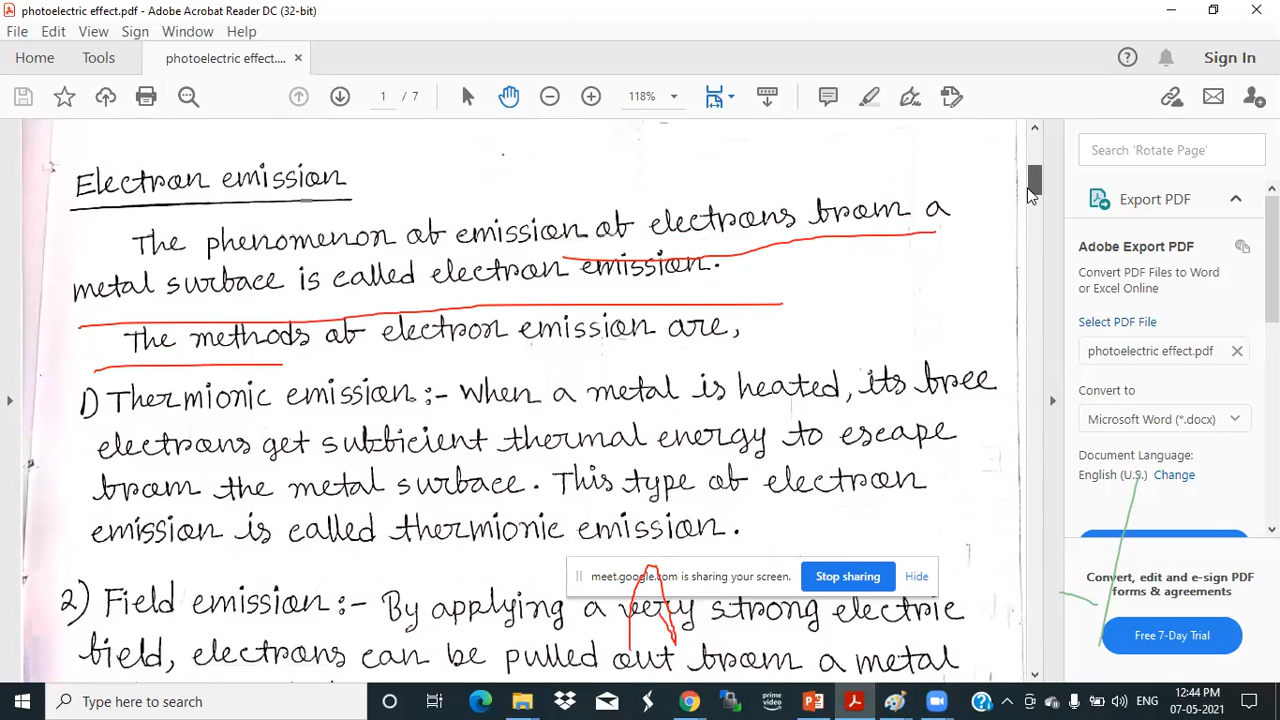 photoelectric effect.pdf - Adobe Acrobat Reader DC (32-bit)
File Edit View Sign Window Help
Home Tools photoelectric effect.... × Sign In
1 / 7 118%
Electron emission
The phenomenon of emission of electrons from a
metal surface is called electron emission.
The methods of electron emission are,
1) Thermionic emission :- When a metal is heated, its free
electrons get sufficient thermal energy to escape
from the metal surface. This type of electron
emission is called thermionic emission.
2) Field emission :- By applying a very strong electric
field, electrons can be pulled out from a metal
meet.google.com is sharing your screen. Stop sharing Hide
Search 'Rotate Page'
Export PDF
Adobe Export PDF
Convert PDF Files to Word
or Excel Online
Select PDF File
photoelectric effect.pdf ×
Convert to
Microsoft Word (*.docx)
Document Language:
English (U.S.) Change
Convert, edit and e-sign PDF
forms & agreements
Free 7-Day Trial
Type here to search
prime video
ENG
12:44 PM
07-05-2021